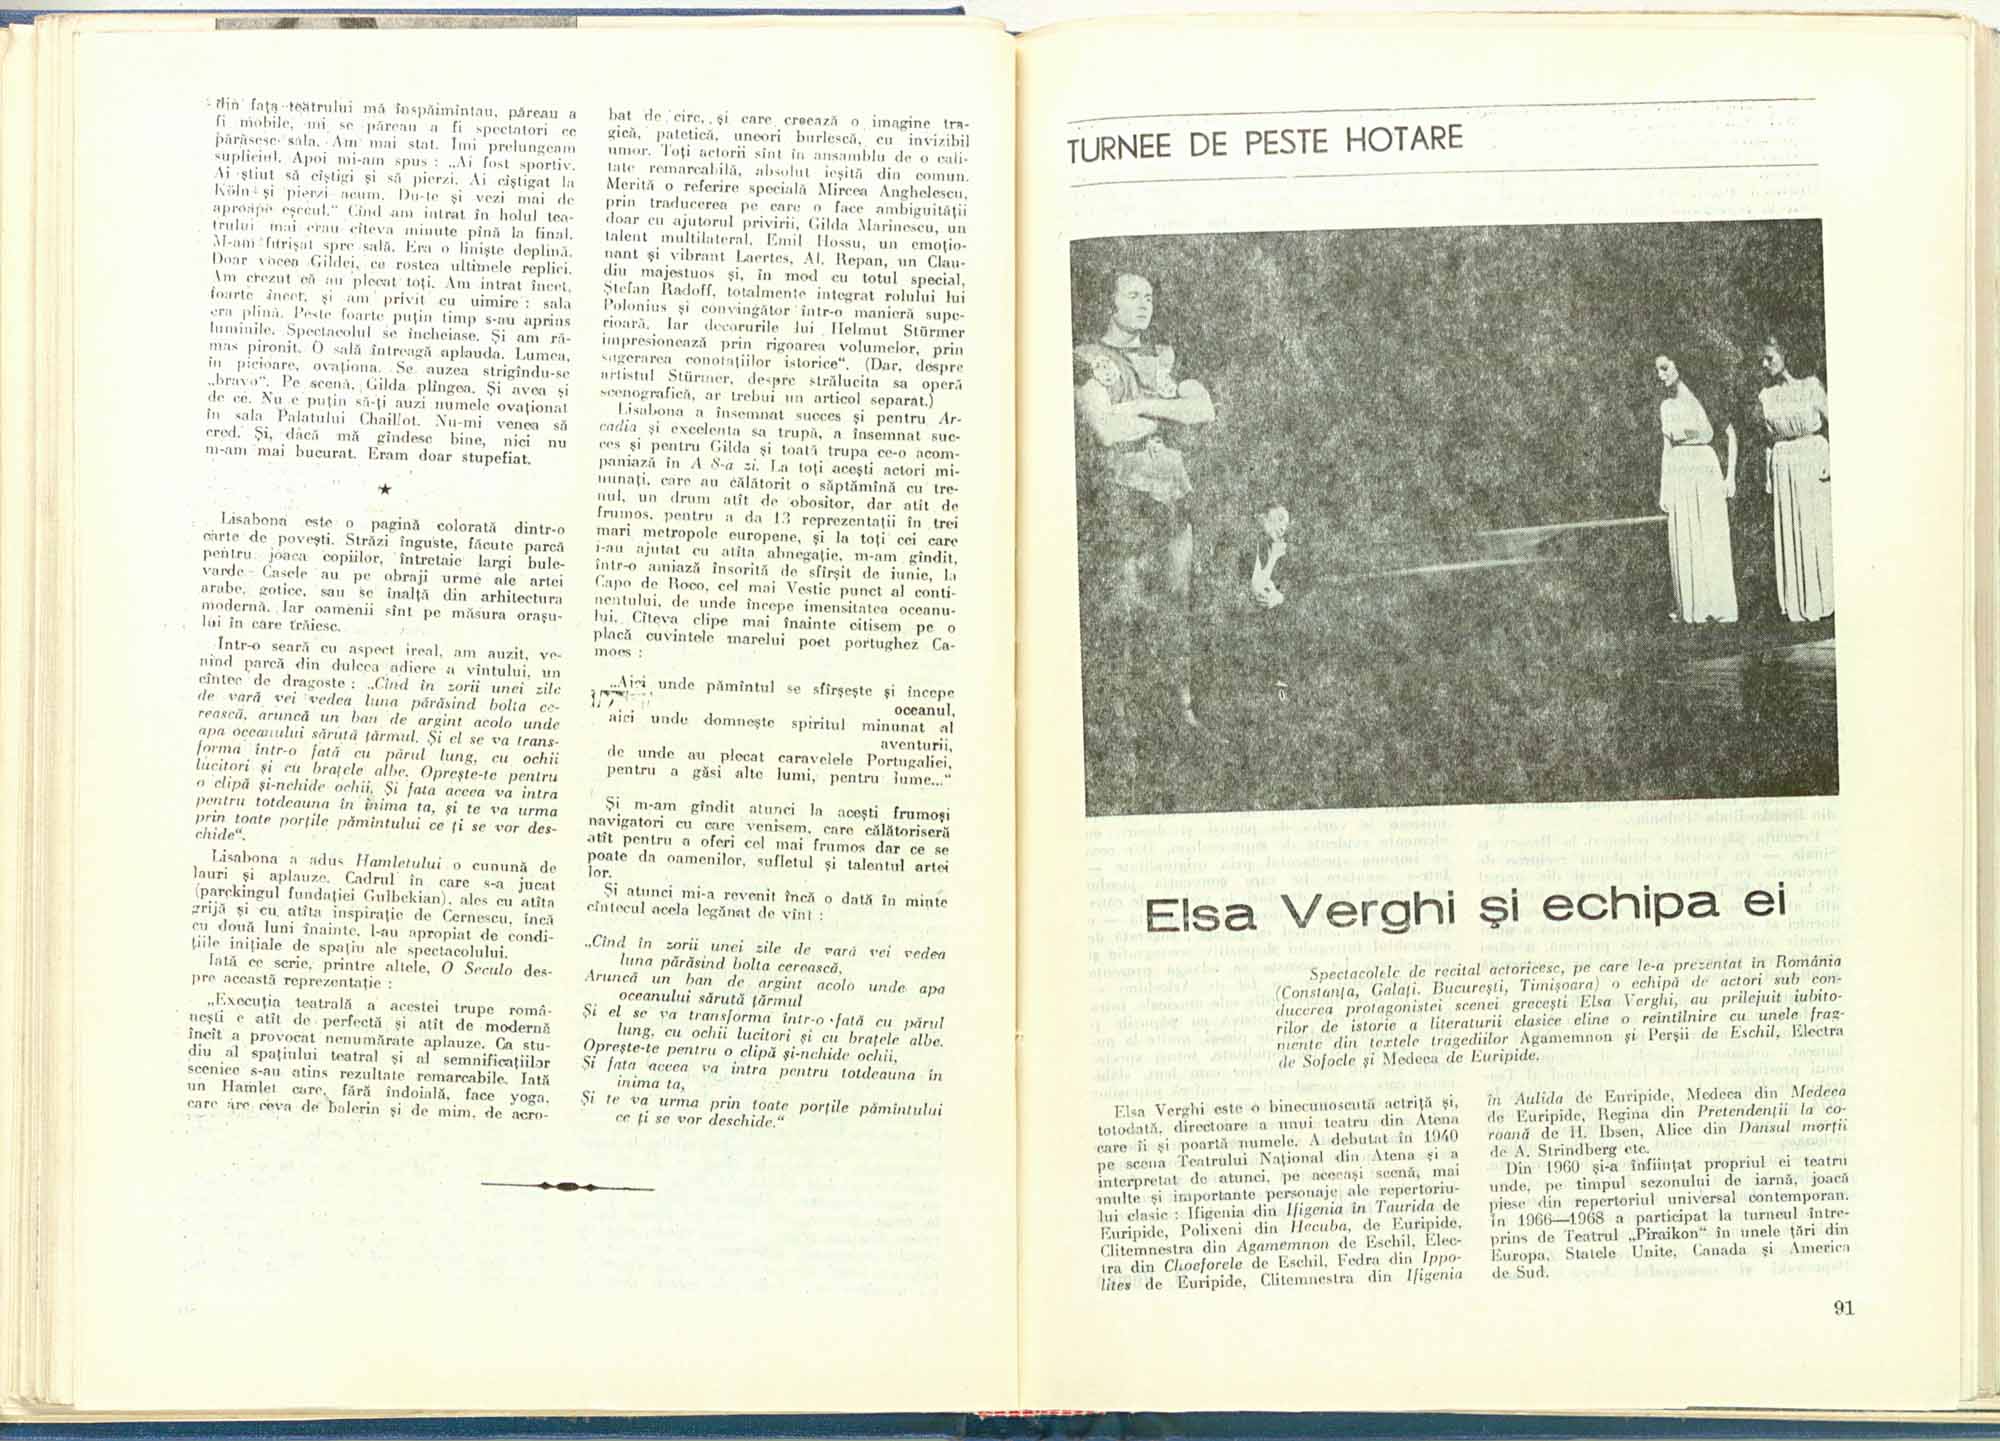 din fața teatrului mă înspăimîntau, păreau a
fi mobile, mi se păreau a fi spectatori ce
părăsesc sala. Am mai stat. Îmi prelungeam
supliciul. Apoi mi-am spus : „Ai fost sportiv.
Ai știut să cîștigi și să pierzi. Ai cîștigat la
Köln și pierzi acum. Du-te și vezi mai de
aproape eșecul.“ Cînd am intrat în holul tea-
trului mai erau cîteva minute pînă la final.
M-am furișat spre sală. Era o liniște deplină.
Doar vocea Gildei, ce rostea ultimele replici.
Am crezut că au plecat toți. Am intrat încet,
foarte încet, și am privit cu uimire : sala
era plină. Peste foarte puțin timp s-au aprins
luminile. Spectacolul se încheiase. Și am ră-
mas pironit. O sală întreagă aplauda. Lumea,
în picioare, ovaționa. Se auzea strigîndu-se
„bravo“. Pe scenă, Gilda plîngea. Și avea și
de ce. Nu e puțin să-ți auzi numele ovaționat
în sala Palatului Chaillot. Nu-mi venea să
cred. Și, dacă mă gîndesc bine, nici nu
m-am mai bucurat. Eram doar stupefiat.
★
Lisabona este o pagină colorată dintr-o
carte de povești. Străzi înguste, făcute parcă
pentru joaca copiilor, întretaie largi bule-
varde. Casele au pe obraji urme ale artei
arabe, gotice, sau se înalță din arhitectura
modernă. Iar oamenii sînt pe măsura orașu-
lui în care trăiesc.
Într-o seară cu aspect ireal, am auzit, ve-
nind parcă din dulcea adiere a vîntului, un
cîntec de dragoste : „Cînd în zorii unei zile
de vară vei vedea luna părăsind bolta ce-
rească, aruncă un ban de argint acolo unde
apa oceanului sărută țărmul. Și el se va trans-
forma într-o fată cu părul lung, cu ochii
lucitori și cu brațele albe. Oprește-te pentru
o clipă și-nchide ochii. Și fata aceea va intra
pentru totdeauna în inima ta, și te va urma
prin toate porțile pămîntului ce ți se vor des-
chide“.
Lisabona a adus Hamletului o cunună de
lauri și aplauze. Cadrul în care s-a jucat
(parckingul fundației Gulbekian), ales cu atîta
grijă și cu atîta inspirație de Cernescu, încă
cu două luni înainte, l-au apropiat de condi-
țiile inițiale de spațiu ale spectacolului.
Iată ce scrie, printre altele, O Seculo des-
pre această reprezentație :
„Execuția teatrală a acestei trupe româ-
nești e atît de perfectă și atît de modernă
încît a provocat nenumărate aplauze. Ca stu-
diu al spațiului teatral și al semnificațiilor
scenice s-au atins rezultate remarcabile. Iată
un Hamlet care, fără îndoială, face yoga,
care are ceva de balerin și de mim, de acro-
bat de circ, și care creează o imagine tra-
gică, patetică, uneori burlescă, cu invizibil
umor. Toți actorii sînt în ansamblu de o cali-
tate remarcabilă, absolut ieșită din comun.
Merită o referire specială Mircea Anghelescu,
prin traducerea pe care o face ambiguității
doar cu ajutorul privirii, Gilda Marinescu, un
talent multilateral, Emil Hossu, un emoțio-
nant și vibrant Laertes, Al. Repan, un Clau-
diu majestuos și, în mod cu totul special,
Ștefan Radoff, totalmente integrat rolului lui
Polonius și convingător într-o manieră supe-
rioară. Iar decorurile lui Helmut Stürmer
impresionează prin rigoarea volumelor, prin
sugerarea conotațiilor istorice“. (Dar, despre
artistul Stürmer, despre strălucita sa operă
scenografică, ar trebui un articol separat.)
Lisabona a însemnat succes și pentru Ar-
cadia și excelenta sa trupă, a însemnat suc-
ces și pentru Gilda și toată trupa ce-o acom-
paniază în A 8-a zi. La toți acești actori mi-
nunați, care au călătorit o săptămînă cu tre-
nul, un drum atît de obositor, dar atît de
frumos, pentru a da 13 reprezentații în trei
mari metropole europene, și la toți cei care
i-au ajutat cu atîta abnegație, m-am gîndit,
într-o amiază însorită de sfîrșit de iunie, la
Capo de Roco, cel mai Vestic punct al conti-
nentului, de unde începe imensitatea oceanu-
lui. Cîteva clipe mai înainte citisem pe o
placă cuvintele marelui poet portughez Ca-
moes :
„Aici unde pămîntul se sfîrșește și începe
oceanul,
aici unde domnește spiritul minunat al
aventurii,
de unde au plecat caravelele Portugaliei,
pentru a găsi alte lumi, pentru lume...“
Și m-am gîndit atunci la acești frumoși
navigatori cu care venisem, care călătoriseră
atît pentru a oferi cel mai frumos dar ce se
poate da oamenilor, sufletul și talentul artei
lor.
Și atunci mi-a revenit încă o dată în minte
cîntecul acela legănat de vînt :
„Cînd în zorii unei zile de vară vei vedea
luna părăsind bolta cerească,
Aruncă un ban de argint acolo unde apa
oceanului sărută țărmul
Și el se va transforma într-o fată cu părul
lung, cu ochii lucitori și cu brațele albe.
Oprește-te pentru o clipă și-nchide ochii,
Și fata aceea va intra pentru totdeauna în
inima ta,
Și te va urma prin toate porțile pămîntului
ce ți se vor deschide.“
TURNEE DE PESTE HOTARE
Elsa Verghi și echipa ei
Spectacolele de recital actoricesc, pe care le-a prezentat în România
(Constanța, Galați, București, Timișoara) o echipă de actori sub con-
ducerea protagonistei scenei grecești Elsa Verghi, au prilejuit iubito-
rilor de istorie a literaturii clasice eline o reîntîlnire cu unele frag-
mente din textele tragediilor Agamemnon și Perșii de Eschil, Electra
de Sofocle și Medeea de Euripide.
Elsa Verghi este o binecunoscută actriță și,
totodată, directoare a unui teatru din Atena
care îi și poartă numele. A debutat în 1940
pe scena Teatrului Național din Atena și a
interpretat de atunci, pe aceeași scenă, mai
multe și importante personaje ale repertoriu-
lui clasic : Ifigenia din Ifigenia în Taurida de
Euripide, Polixeni din Hecuba, de Euripide,
Clitemnestra din Agamemnon de Eschil, Elec-
tra din Choeforele de Eschil, Fedra din Ippo-
lites de Euripide, Clitemnestra din Ifigenia
în Aulida de Euripide, Medeea din Medeea
de Euripide, Regina din Pretendenții la co-
roană de H. Ibsen, Alice din Dansul morții
de A. Strindberg etc.
Din 1960 și-a înființat propriul ei teatru
unde, pe timpul sezonului de iarnă, joacă
piese din repertoriul universal contemporan.
În 1966—1968 a participat la turneul între-
prins de Teatrul „Piraikon“ în unele țări din
Europa, Statele Unite, Canada și America
de Sud.
91